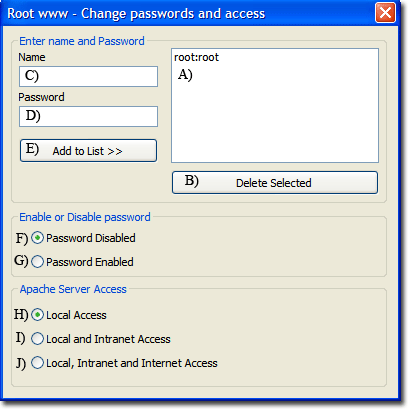 Root www - Change passwords and access
Enter name and Password
Name
C)
Password
D)
E) Add to List >>
root:root
A)
B) Delete Selected
Enable or Disable password
F) Password Disabled
G) Password Enabled
Apache Server Access
H) Local Access
I) Local and Intranet Access
J) Local, Intranet and Internet Access